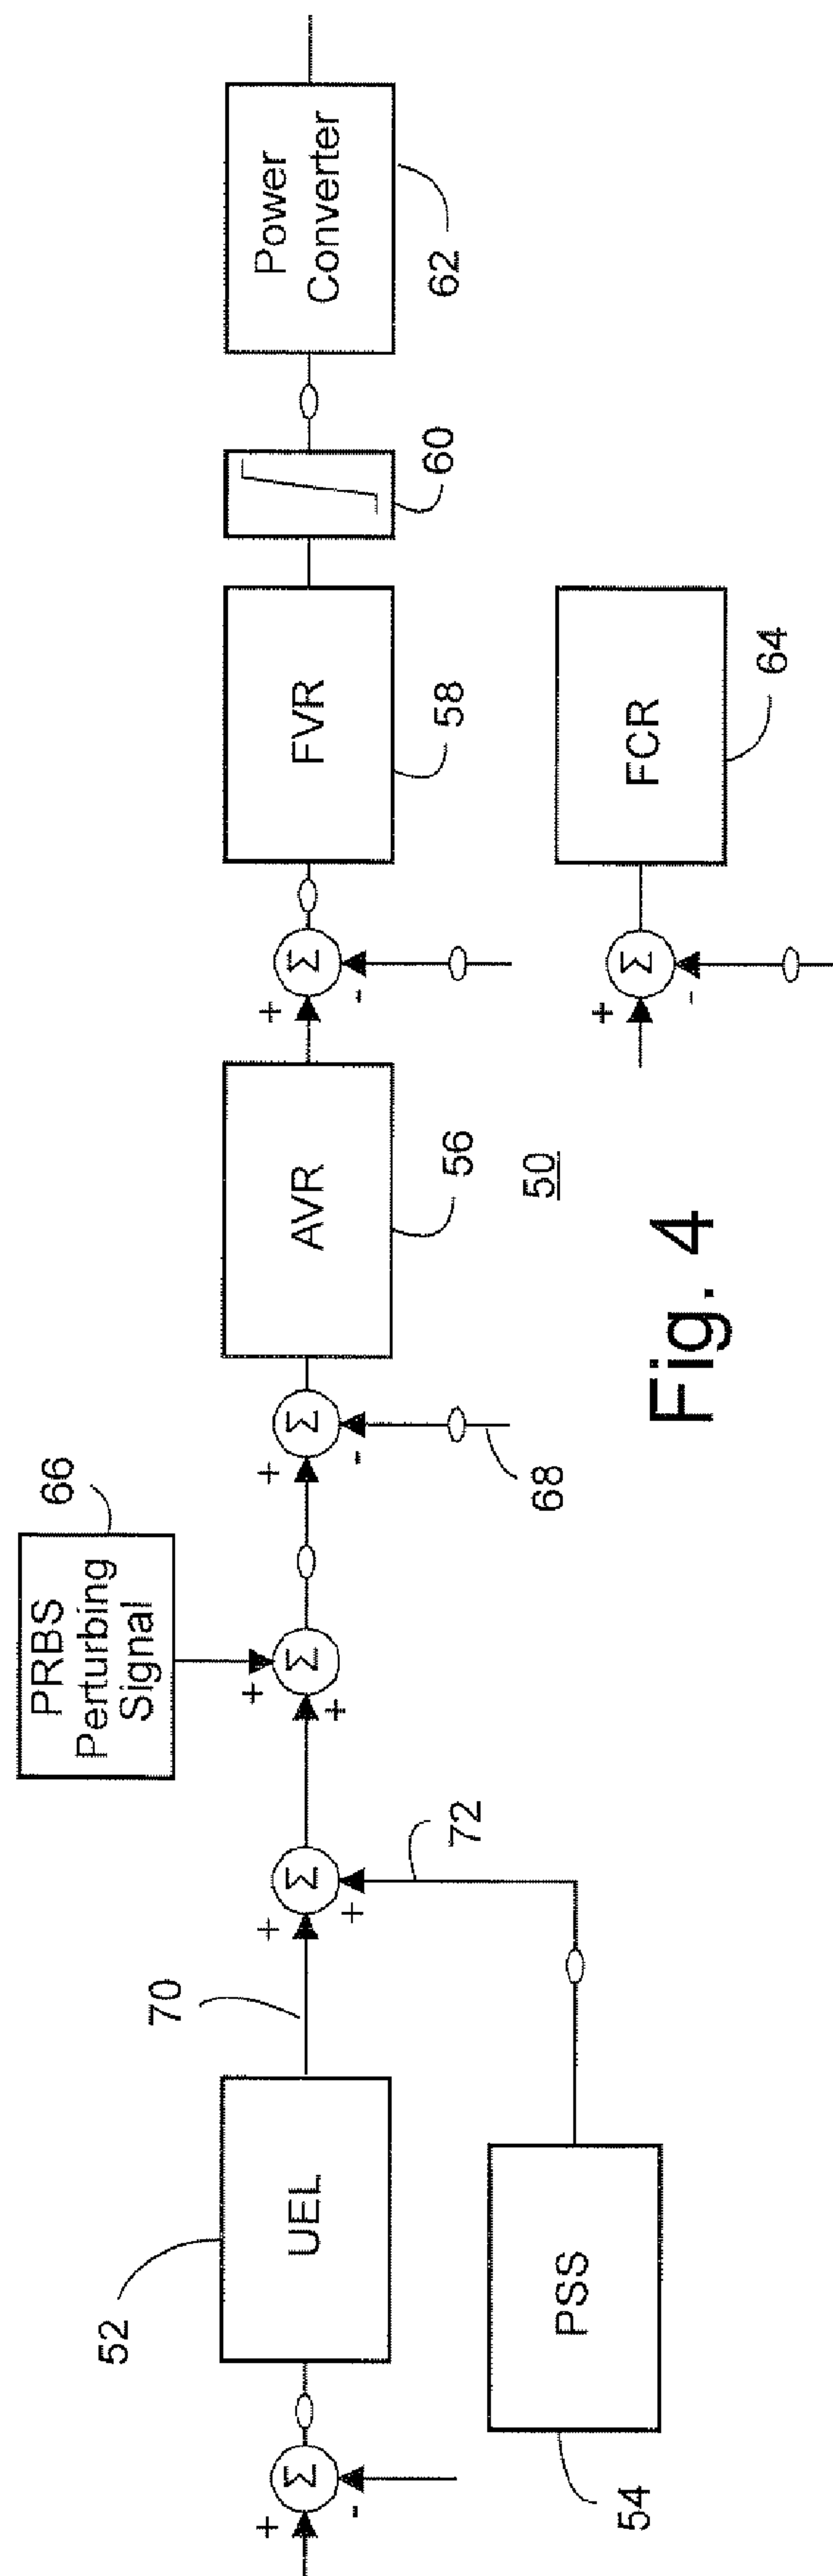 PRBS
Perturbing
Signal
66
52
UEL
70
+
-
Σ
+
+
Σ
+
+
Σ
+
-
Σ
AVR
56
+
-
Σ
FVR
58
60
Power
Converter
62
72
68
54
PSS
50
+
-
Σ
FCR
64
Fig. 4